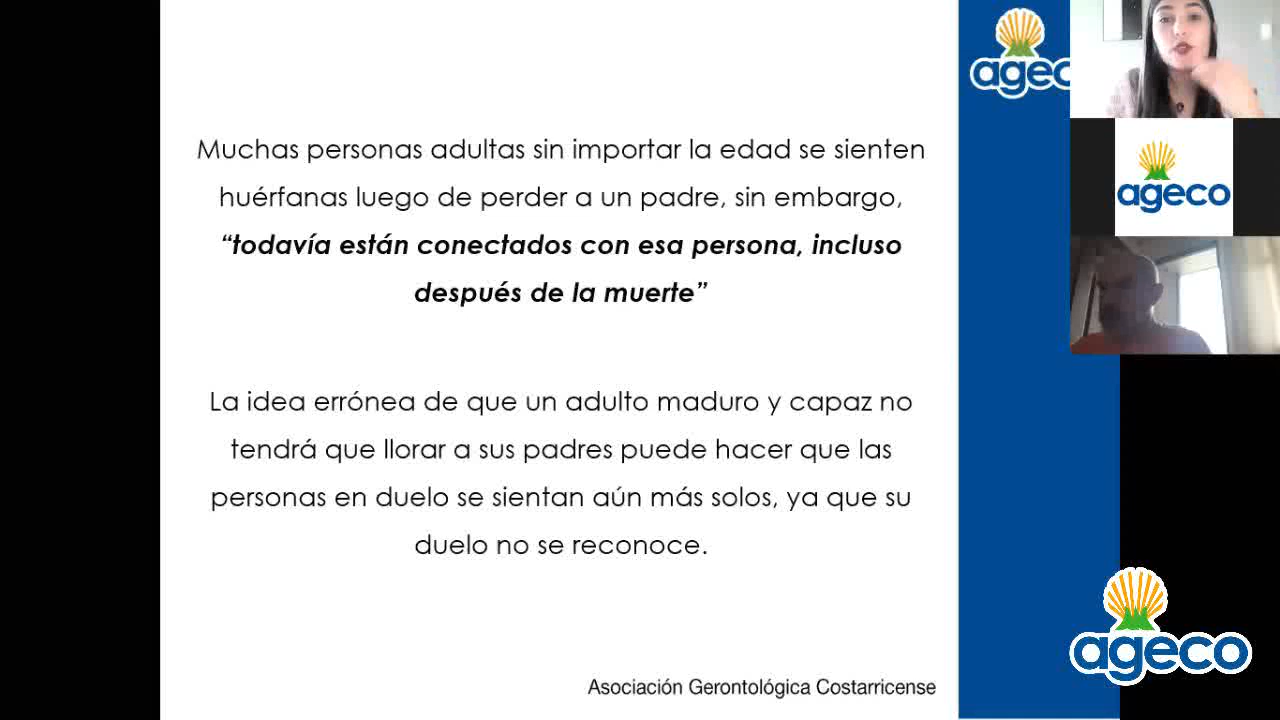 Muchas personas adultas sin importar la edad se sienten
huérfanas luego de perder a un padre, sin embargo,
“todavía están conectados con esa persona, incluso
después de la muerte”
La idea errónea de que un adulto maduro y capaz no
tendrá que llorar a sus padres puede hacer que las
personas en duelo se sientan aún más solos, ya que su
duelo no se reconoce.
Asociación Gerontológica Costarricense
agec
ageco
ageco